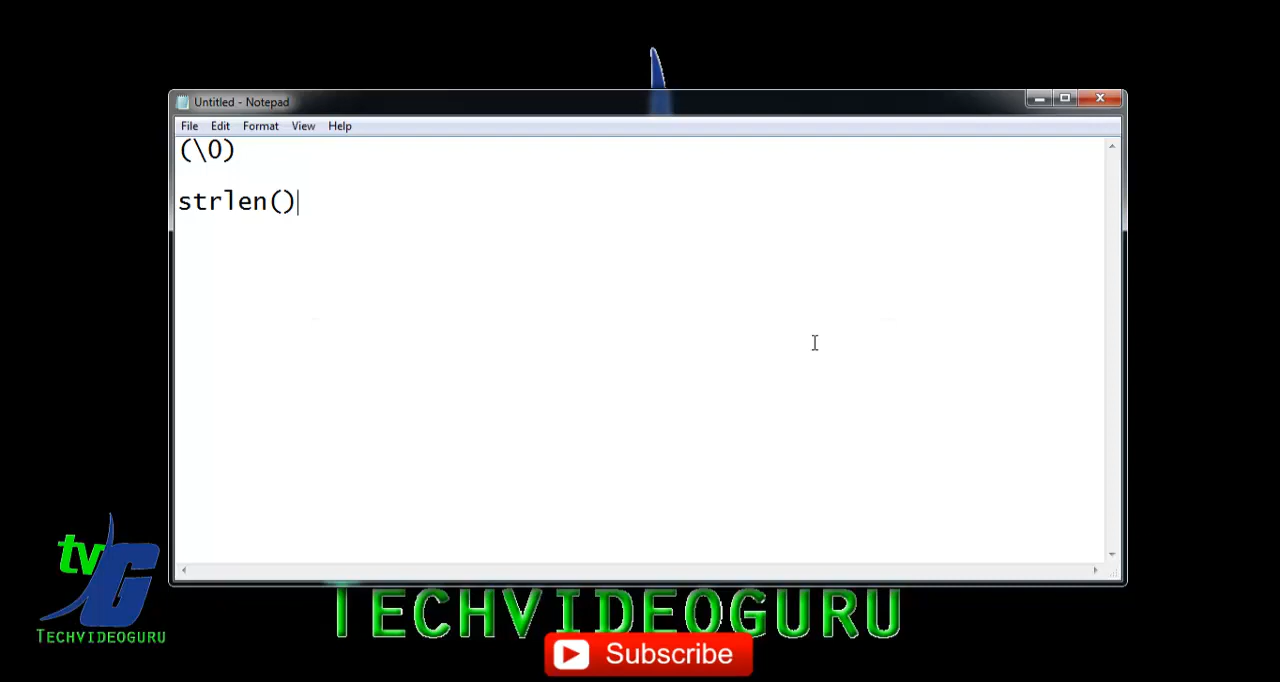 Untitled - Notepad
File Edit Format View Help
(\0)
strlen()
tvG
TECHVIDEOGURU
TECHVIDEOGURU
Subscribe